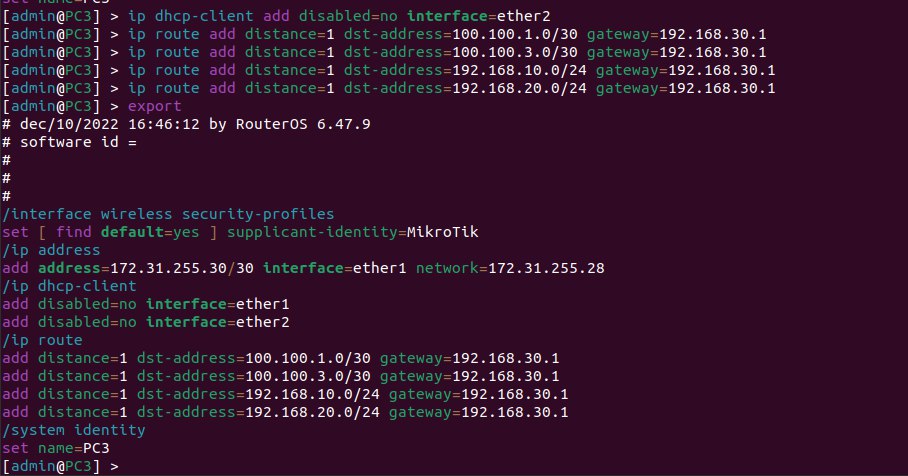 set name=PC3
[admin@PC3] > ip dhcp-client add disabled=no interface=ether2
[admin@PC3] > ip route add distance=1 dst-address=100.100.1.0/30 gateway=192.168.30.1
[admin@PC3] > ip route add distance=1 dst-address=100.100.3.0/30 gateway=192.168.30.1
[admin@PC3] > ip route add distance=1 dst-address=192.168.10.0/24 gateway=192.168.30.1
[admin@PC3] > ip route add distance=1 dst-address=192.168.20.0/24 gateway=192.168.30.1
[admin@PC3] > export
# dec/10/2022 16:46:12 by RouterOS 6.47.9
# software id =
#
#
#
/interface wireless security-profiles
set [ find default=yes ] supplicant-identity=MikroTik
/ip address
add address=172.31.255.30/30 interface=ether1 network=172.31.255.28
/ip dhcp-client
add disabled=no interface=ether1
add disabled=no interface=ether2
/ip route
add distance=1 dst-address=100.100.1.0/30 gateway=192.168.30.1
add distance=1 dst-address=100.100.3.0/30 gateway=192.168.30.1
add distance=1 dst-address=192.168.10.0/24 gateway=192.168.30.1
add distance=1 dst-address=192.168.20.0/24 gateway=192.168.30.1
/system identity
set name=PC3
[admin@PC3] >